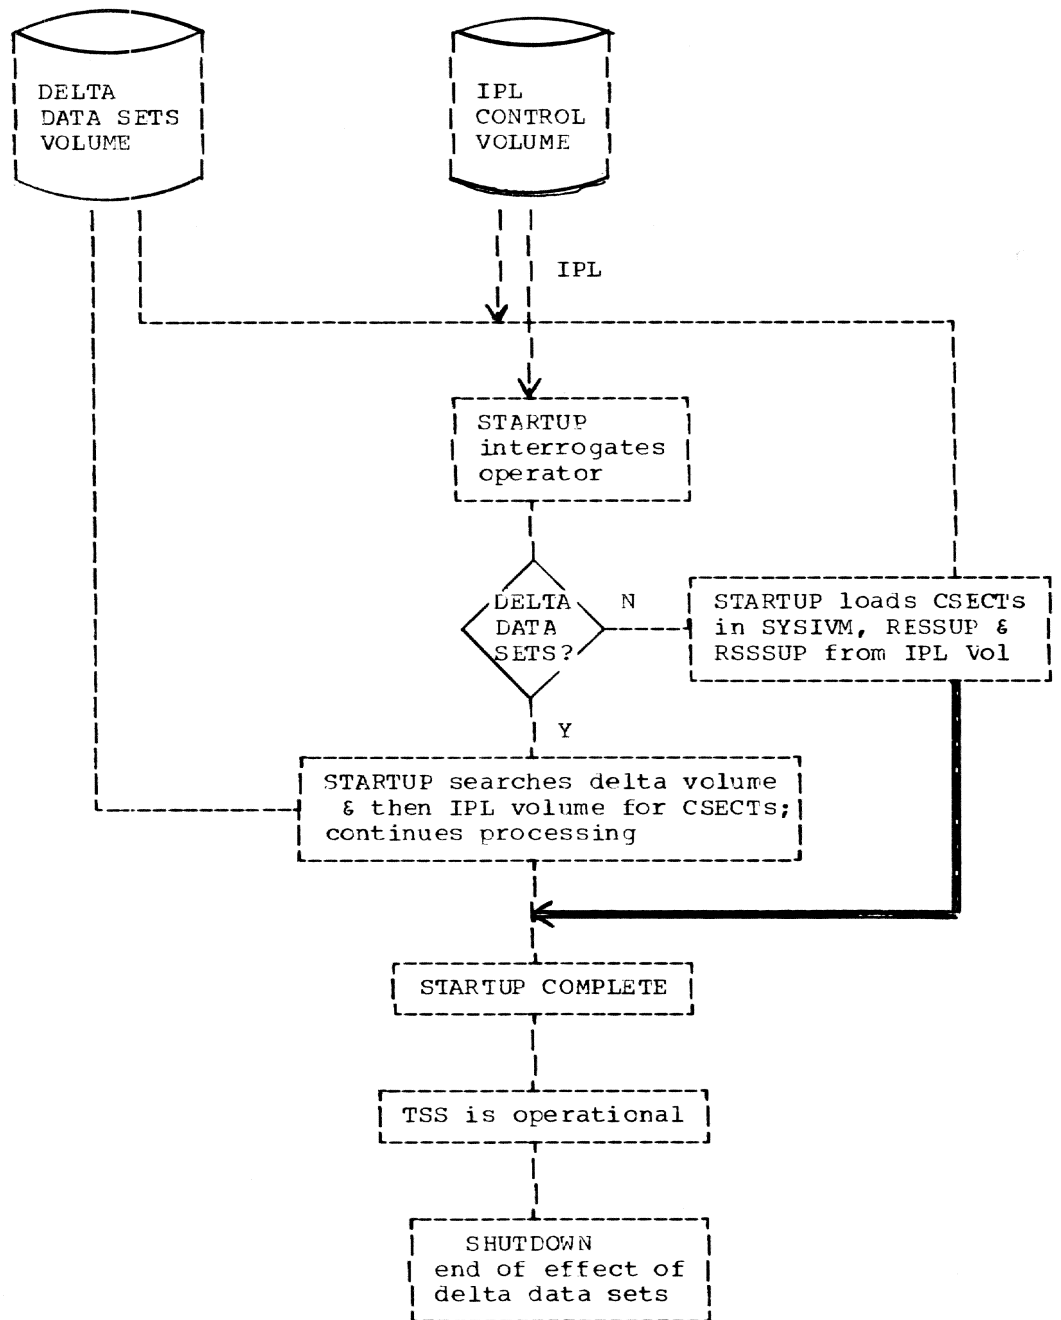 DELTA
DATA SETS
VOLUME
IPL
CONTROL
VOLUME
IPL
STARTUP
interrogates
operator
DELTA
DATA
SETS?
N
STARTUP loads CSECTs
in SYSIVM, RESSUP &
RSSSUP from IPL Vol
Y
STARTUP searches delta volume
& then IPL volume for CSECTs;
continues processing
STARTUP COMPLETE
TSS is operational
SHUTDOWN
end of effect of
delta data sets